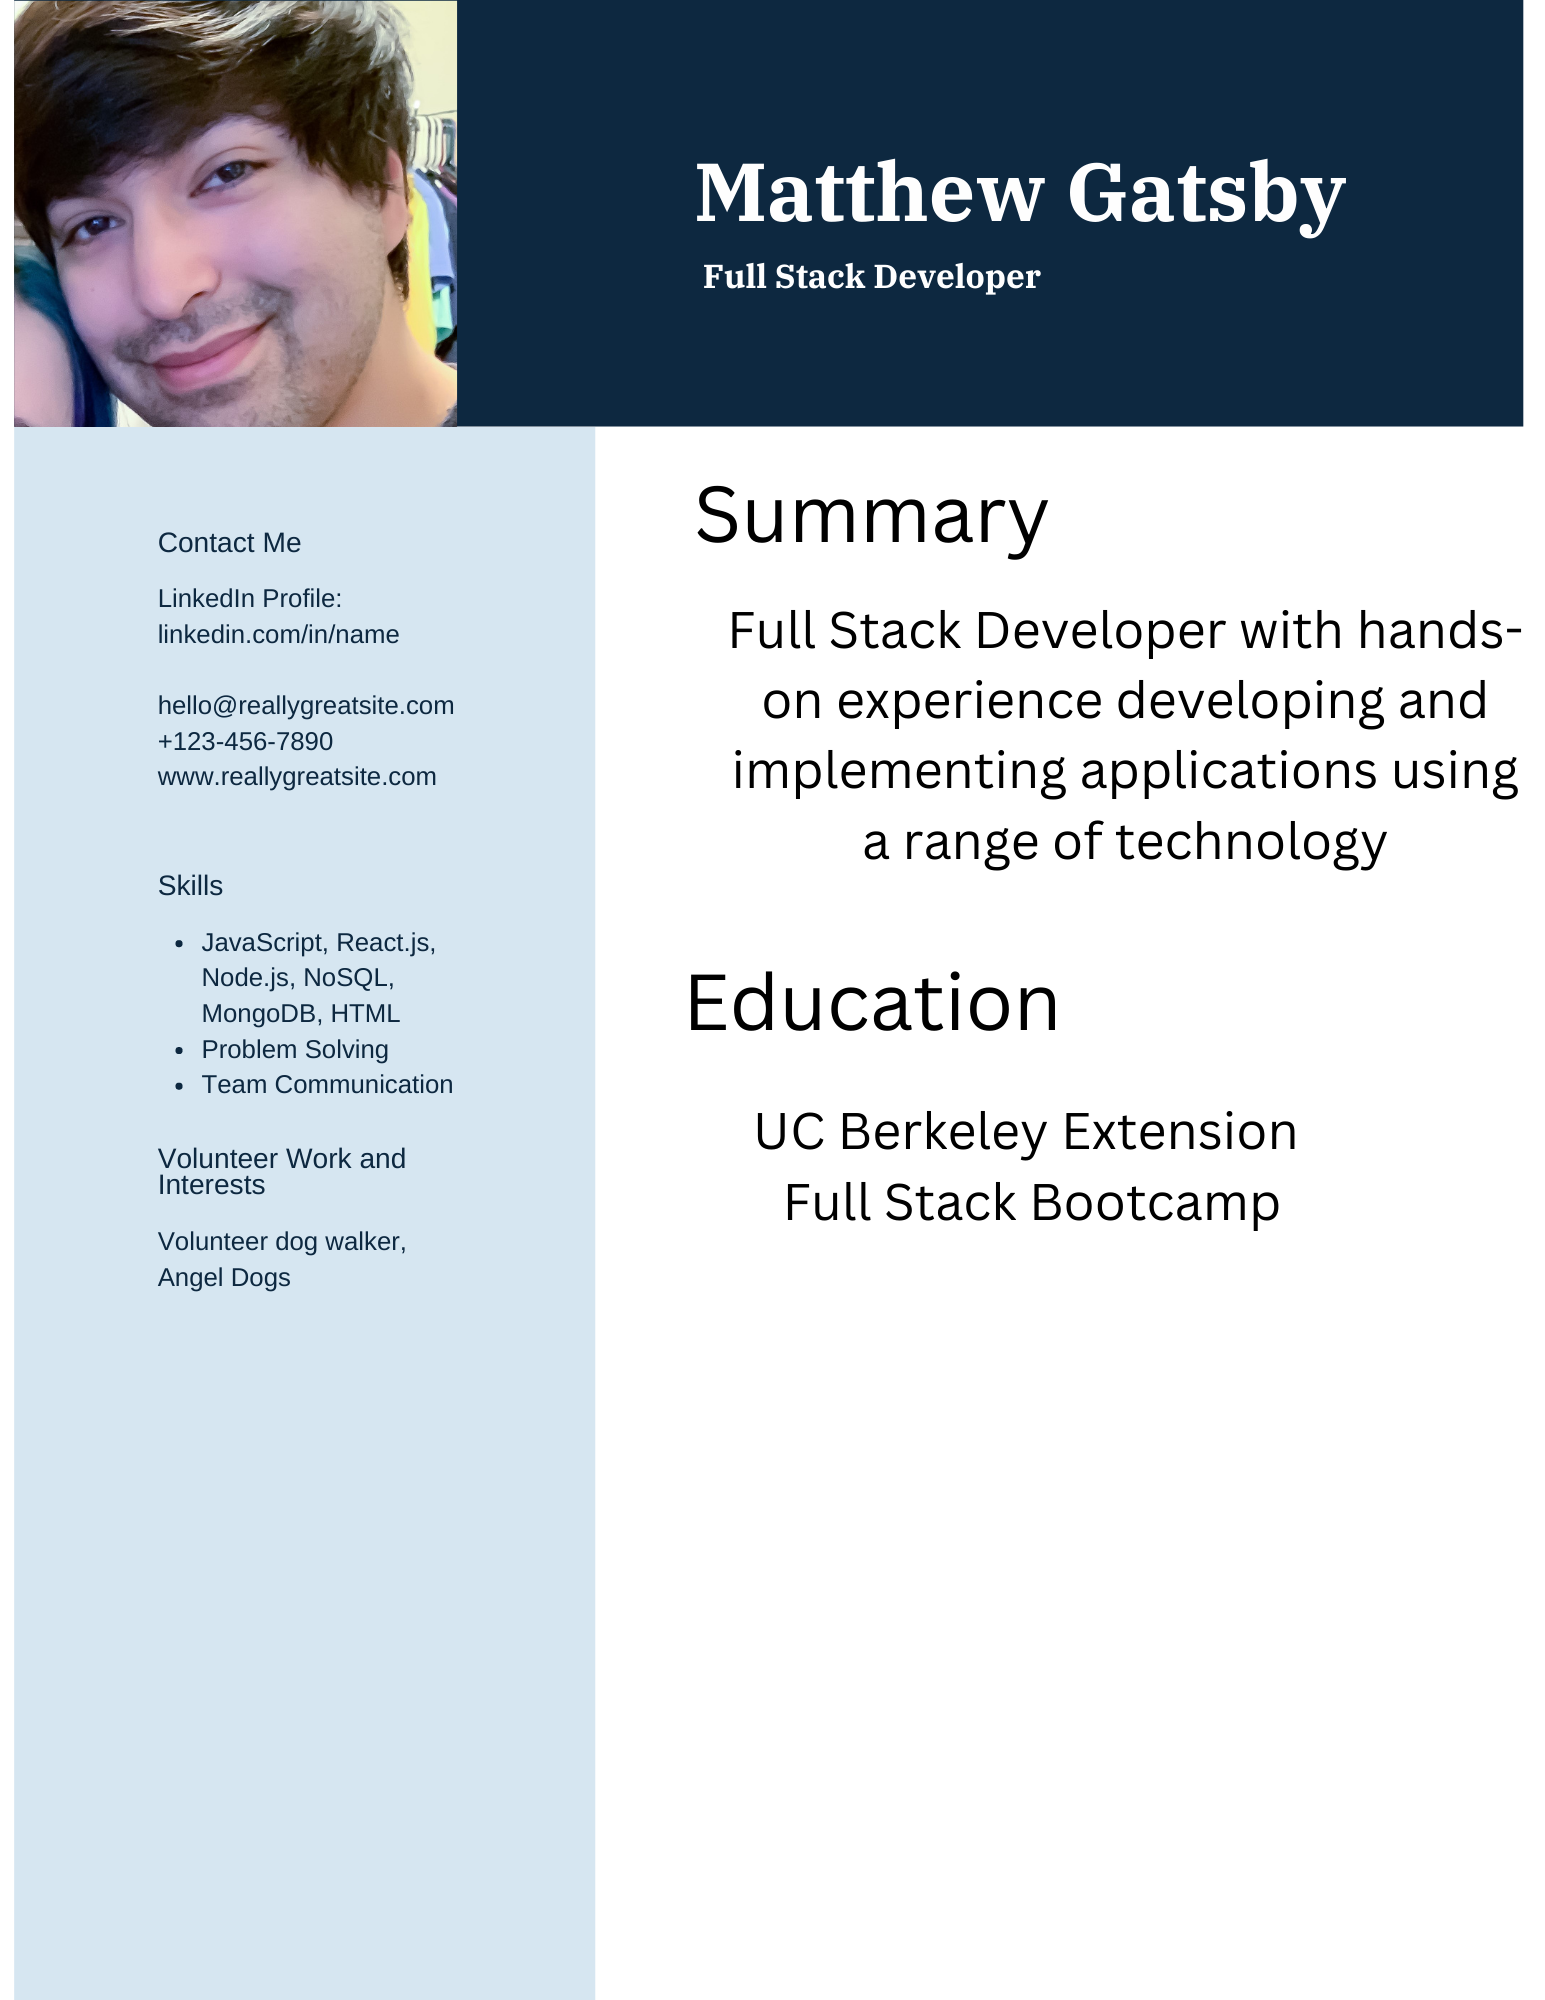 Matthew Gatsby
Full Stack Developer
Contact Me
LinkedIn Profile:
linkedin.com/in/name
hello@reallygreatsite.com
+123-456-7890
www.reallygreatsite.com
Skills
• JavaScript, React.js,
Node.js, NoSQL,
MongoDB, HTML
• Problem Solving
• Team Communication
Volunteer Work and
Interests
Volunteer dog walker,
Angel Dogs
Summary
Full Stack Developer with hands-
on experience developing and
implementing applications using
a range of technology
Education
UC Berkeley Extension
Full Stack Bootcamp